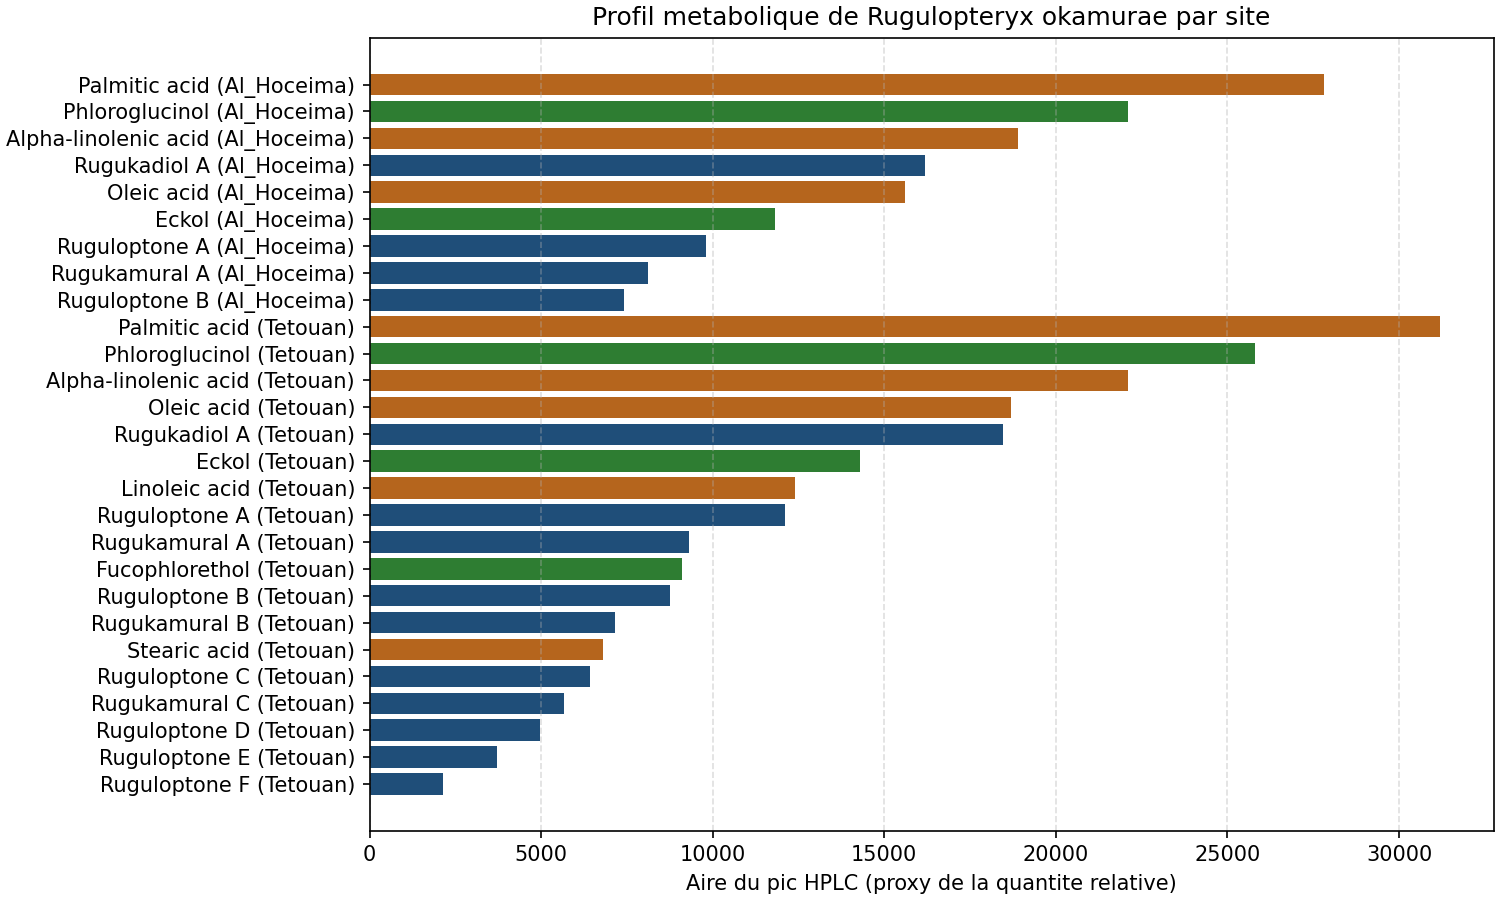 Profil metabolique de Rugulopteryx okamurae par site
Palmitic acid (Al_Hoceima)
Phloroglucinol (Al_Hoceima)
Alpha-linolenic acid (Al_Hoceima)
Rugukadiol A (Al_Hoceima)
Oleic acid (Al_Hoceima)
Eckol (Al_Hoceima)
Ruguloptone A (Al_Hoceima)
Rugukamural A (Al_Hoceima)
Ruguloptone B (Al_Hoceima)
Palmitic acid (Tetouan)
Phloroglucinol (Tetouan)
Alpha-linolenic acid (Tetouan)
Oleic acid (Tetouan)
Rugukadiol A (Tetouan)
Eckol (Tetouan)
Linoleic acid (Tetouan)
Ruguloptone A (Tetouan)
Rugukamural A (Tetouan)
Fucophlorethol (Tetouan)
Ruguloptone B (Tetouan)
Rugukamural B (Tetouan)
Stearic acid (Tetouan)
Ruguloptone C (Tetouan)
Rugukamural C (Tetouan)
Ruguloptone D (Tetouan)
Ruguloptone E (Tetouan)
Ruguloptone F (Tetouan)
0 5000 10000 15000 20000 25000 30000
Aire du pic HPLC (proxy de la quantite relative)